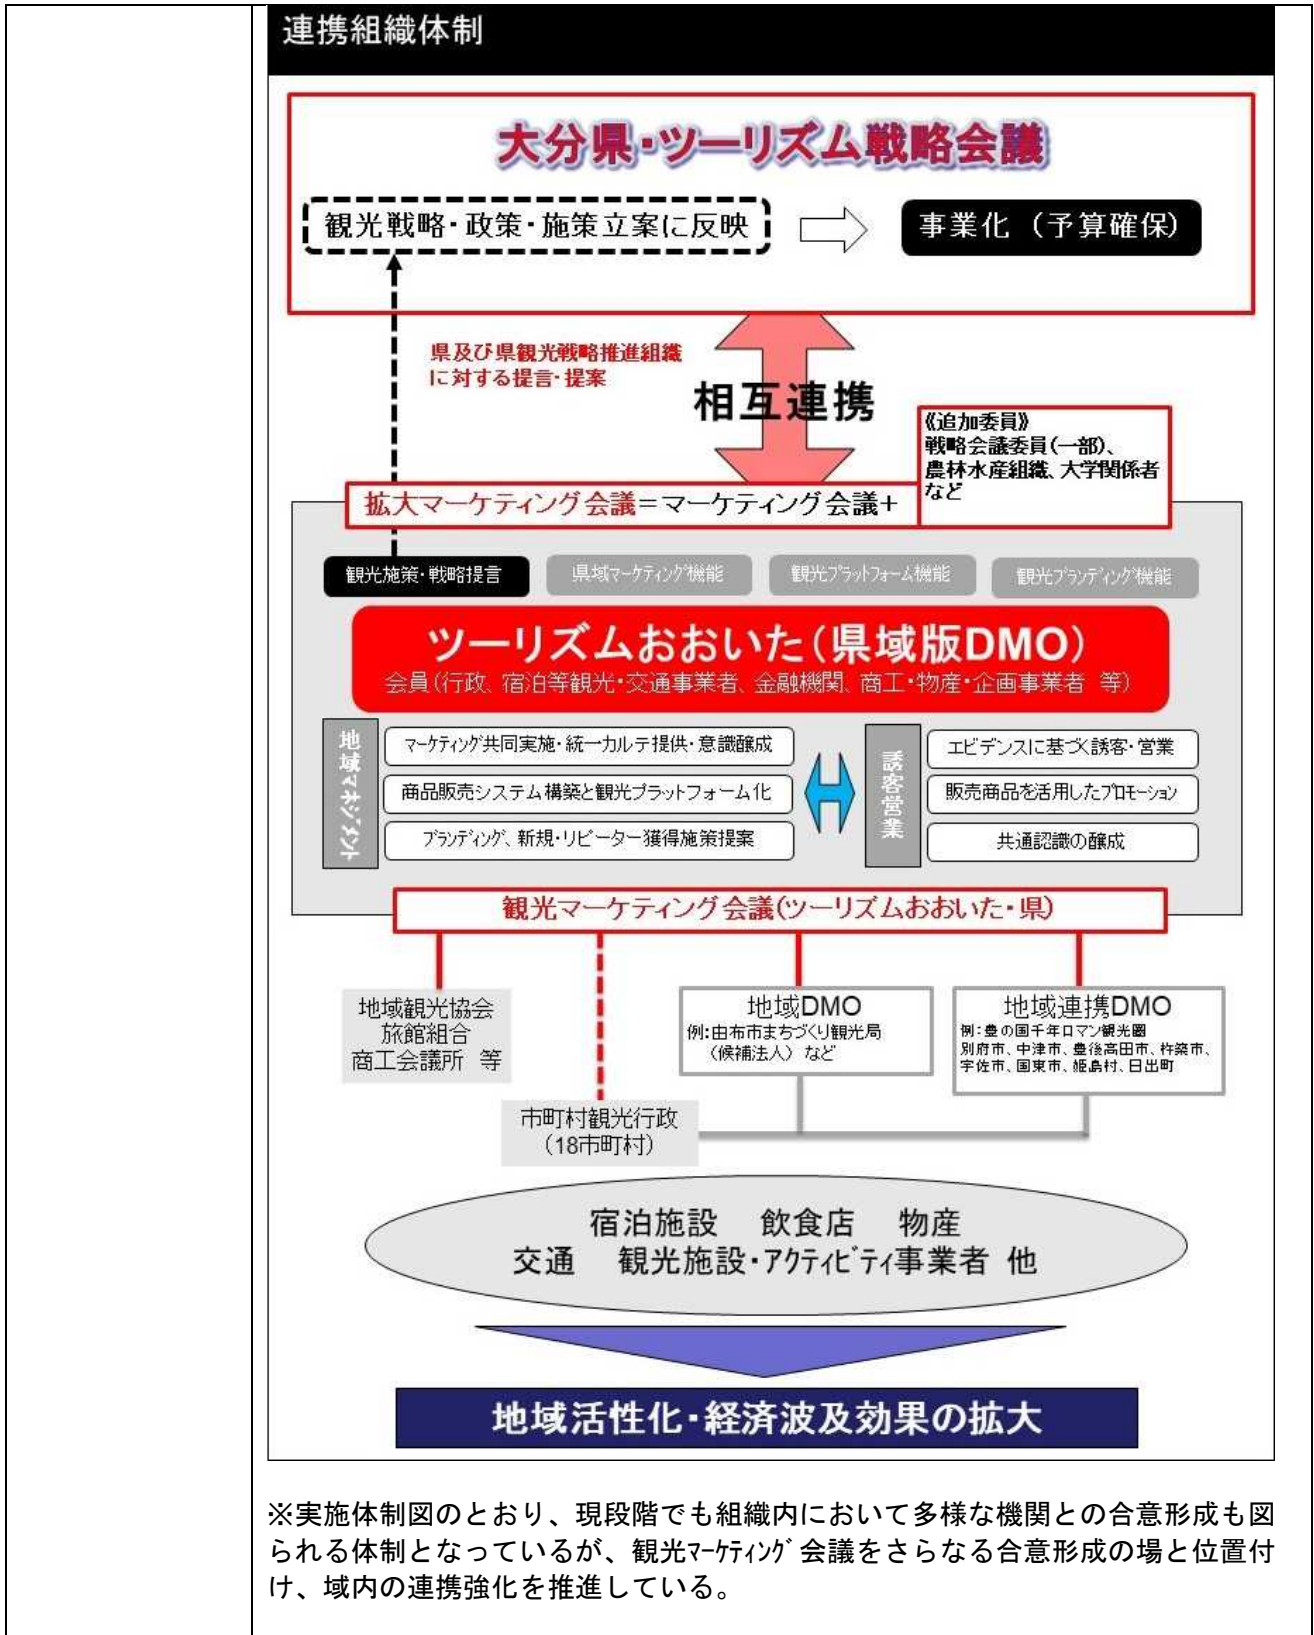 連携組織体制
大分県・ツーリズム戦略会議
観光戦略・政策・施策立案に反映
事業化（予算確保）
県及び県観光戦略推進組織
に対する提言・提案
相互連携
《追加委員》
戦略会議委員(一部)、
農林水産組織、大学関係者
など
拡大マーケティング会議＝マーケティング会議＋
観光施策・戦略提言
県域ﾏｰｹﾃｨﾝｸﾞ機能
観光ﾌﾟﾗｯﾄﾌｫｰﾑ機能
観光ﾌﾞﾗﾝﾃﾞｨﾝｸﾞ機能
ツーリズムおおいた(県域版DMO)
会員(行政、宿泊等観光・交通事業者、金融機関、商工・物産・企画事業者 等)
地域マネジメント
ﾏｰｹﾃｨﾝｸﾞ共同実施・統一カルテ提供・意識醸成
商品販売システム構築と観光プラットフォーム化
ﾌﾞﾗﾝﾃﾞｨﾝｸﾞ、新規・リピーター獲得施策提案
誘客営業
エビデンスに基づく誘客・営業
販売商品を活用したﾌﾟﾛﾓｰｼｮﾝ
共通認識の醸成
観光マーケティング会議(ツーリズムおおいた・県)
地域観光協会
旅館組合
商工会議所 等
地域DMO
例：由布市まちづくり観光局
（候補法人）など
地域連携DMO
例：豊の国千年ロマン観光圏
別府市、中津市、豊後高田市、杵築市、
宇佐市、国東市、姫島村、日出町
市町村観光行政
（18市町村）
宿泊施設 飲食店 物産
交通 観光施設・ｱｸﾃｨﾋﾞﾃｨ事業者 他
地域活性化・経済波及効果の拡大
※実施体制図のとおり、現段階でも組織内において多様な機関との合意形成も図
られる体制となっているが、観光ﾏｰｹﾃｨﾝｸﾞ会議をさらなる合意形成の場と位置付
け、域内の連携強化を推進している。